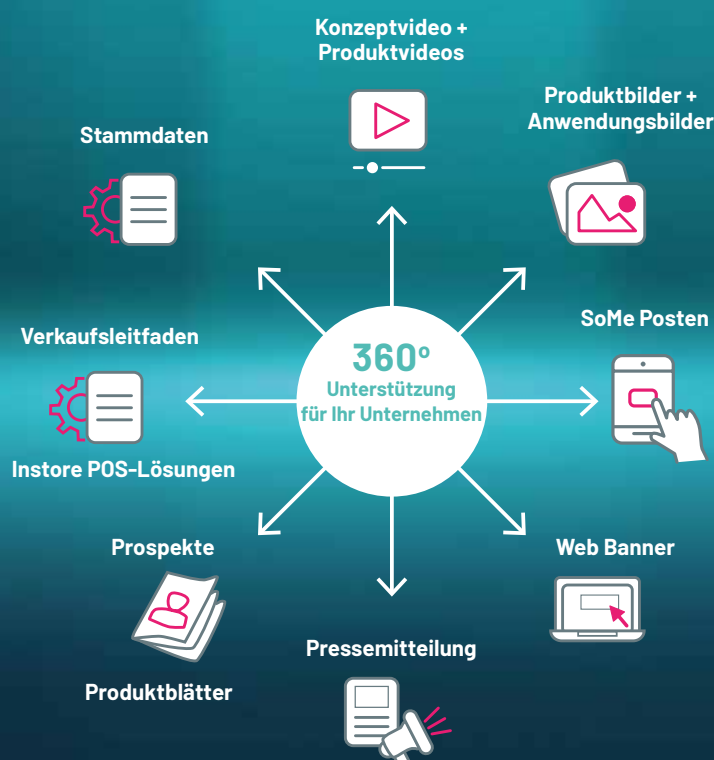 Konzeptvideo +
Produktvideos
Produktbilder +
Anwendungsbilder
Stammdaten
SoMe Posten
Verkaufsleitfaden
360°
Unterstützung
für Ihr Unternehmen
Instore POS-Lösungen
Prospekte
Web Banner
Pressemitteilung
Produktblätter